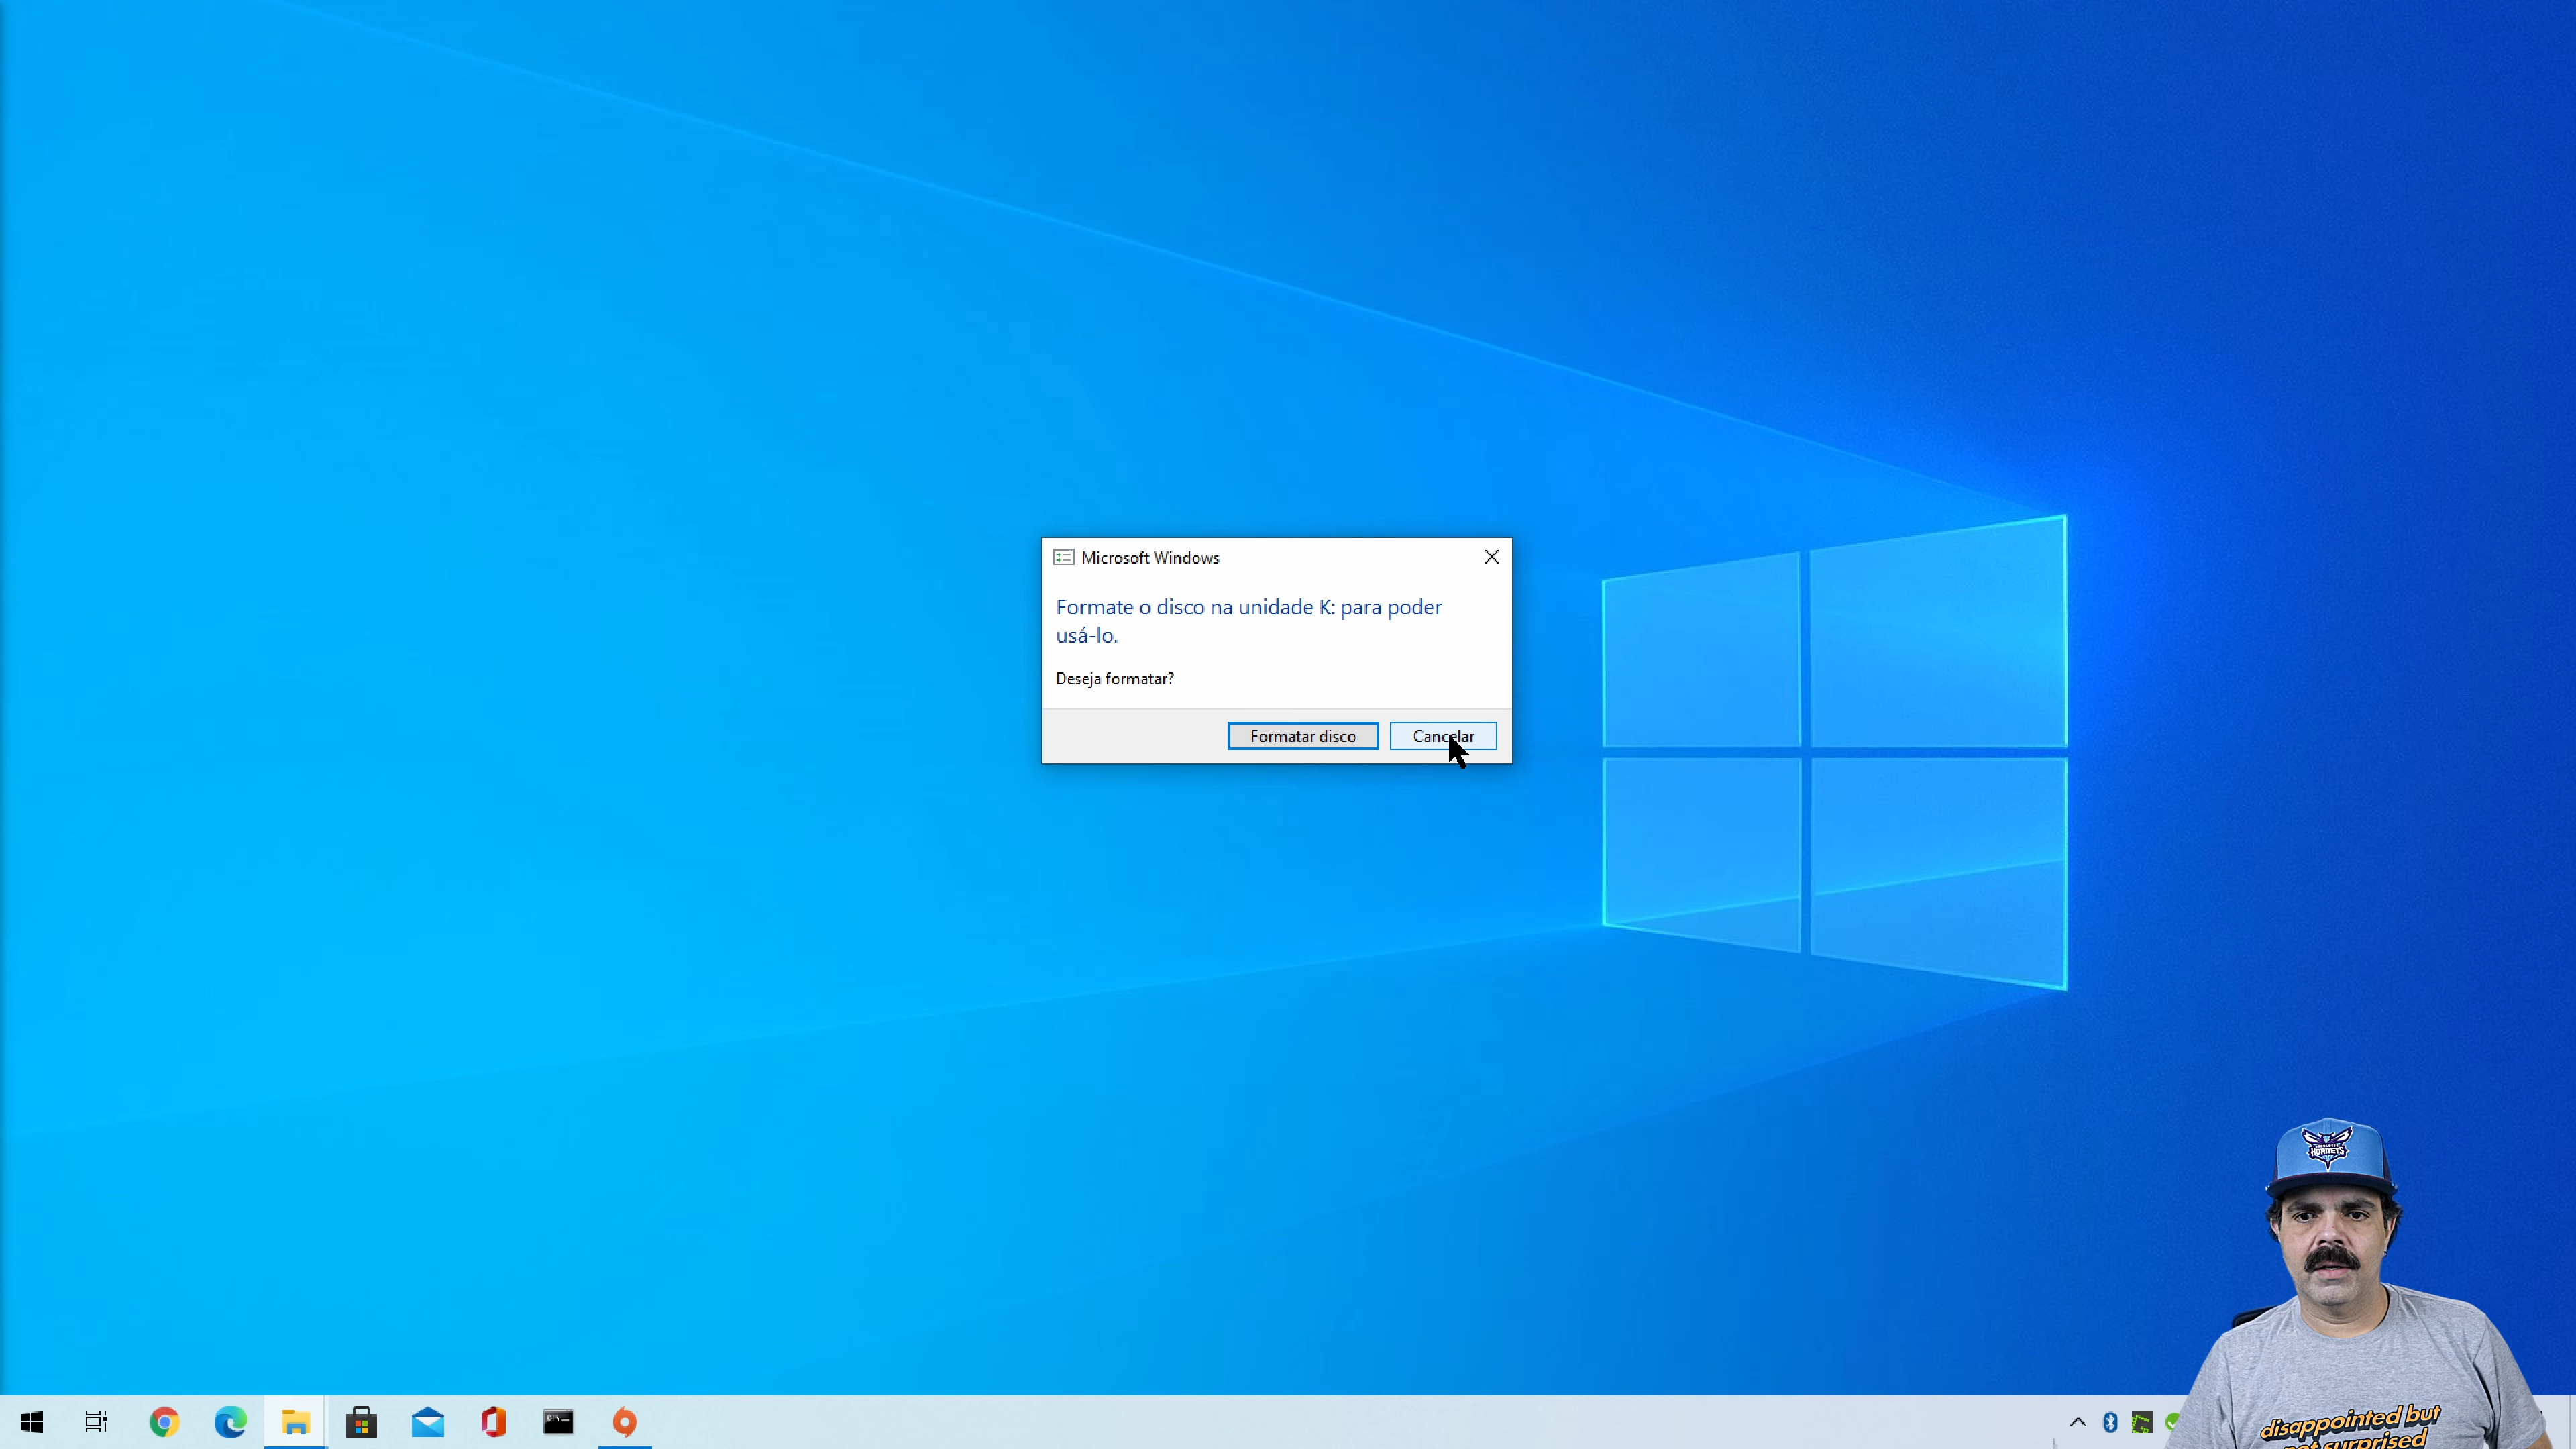 Microsoft Windows
Formate o disco na unidade K: para poder
usá-lo.
Deseja formatar?
Formatar disco
Cancelar
HORNETS
disappointed but
not surprised